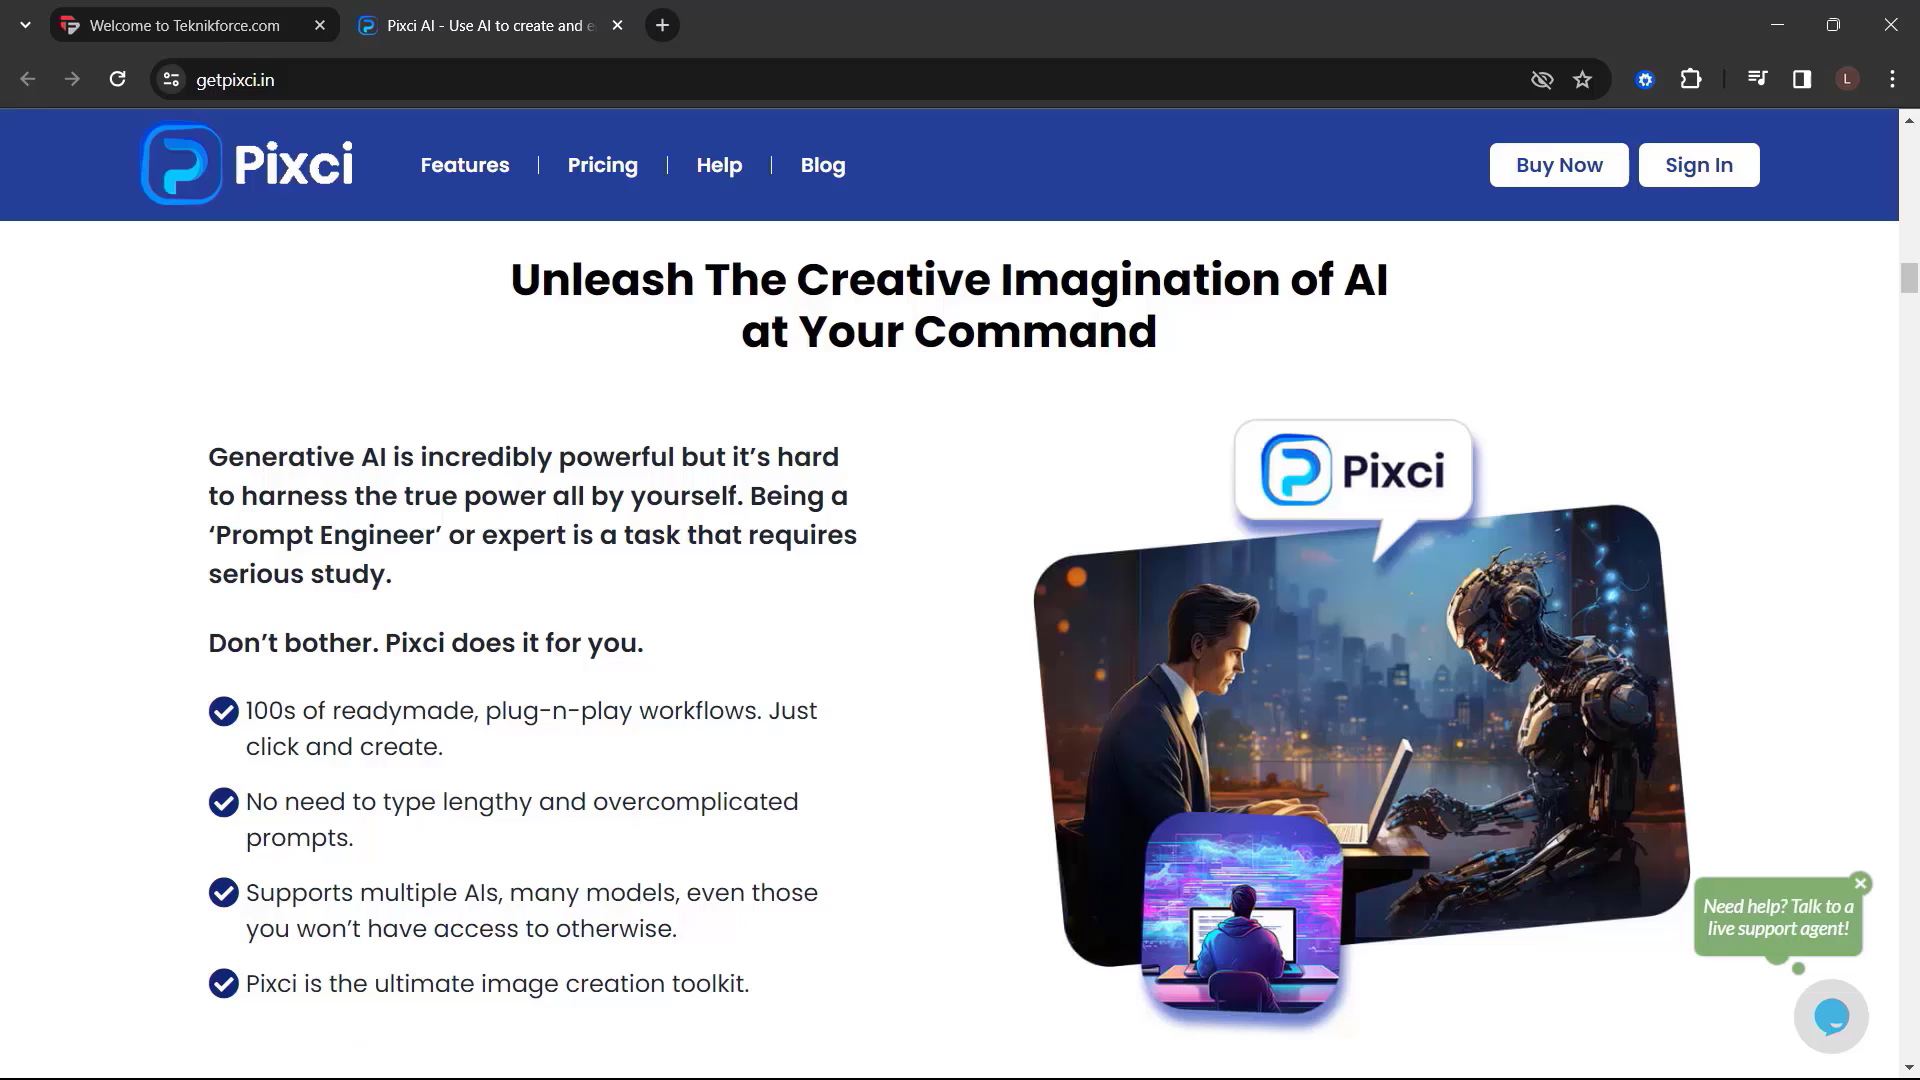 Welcome to Teknikforce.com
Pixci AI - Use AI to create and e
getpixci.in
L
Pixci
Features
Pricing
Help
Blog
Buy Now
Sign In
Unleash The Creative Imagination of AI
at Your Command
Generative AI is incredibly powerful but it’s hard
to harness the true power all by yourself. Being a
‘Prompt Engineer’ or expert is a task that requires
serious study.
Don’t bother. Pixci does it for you.
100s of readymade, plug-n-play workflows. Just
click and create.
No need to type lengthy and overcomplicated
prompts.
Supports multiple AIs, many models, even those
you won’t have access to otherwise.
Pixci is the ultimate image creation toolkit.
Pixci
Need help? Talk to a
live support agent!